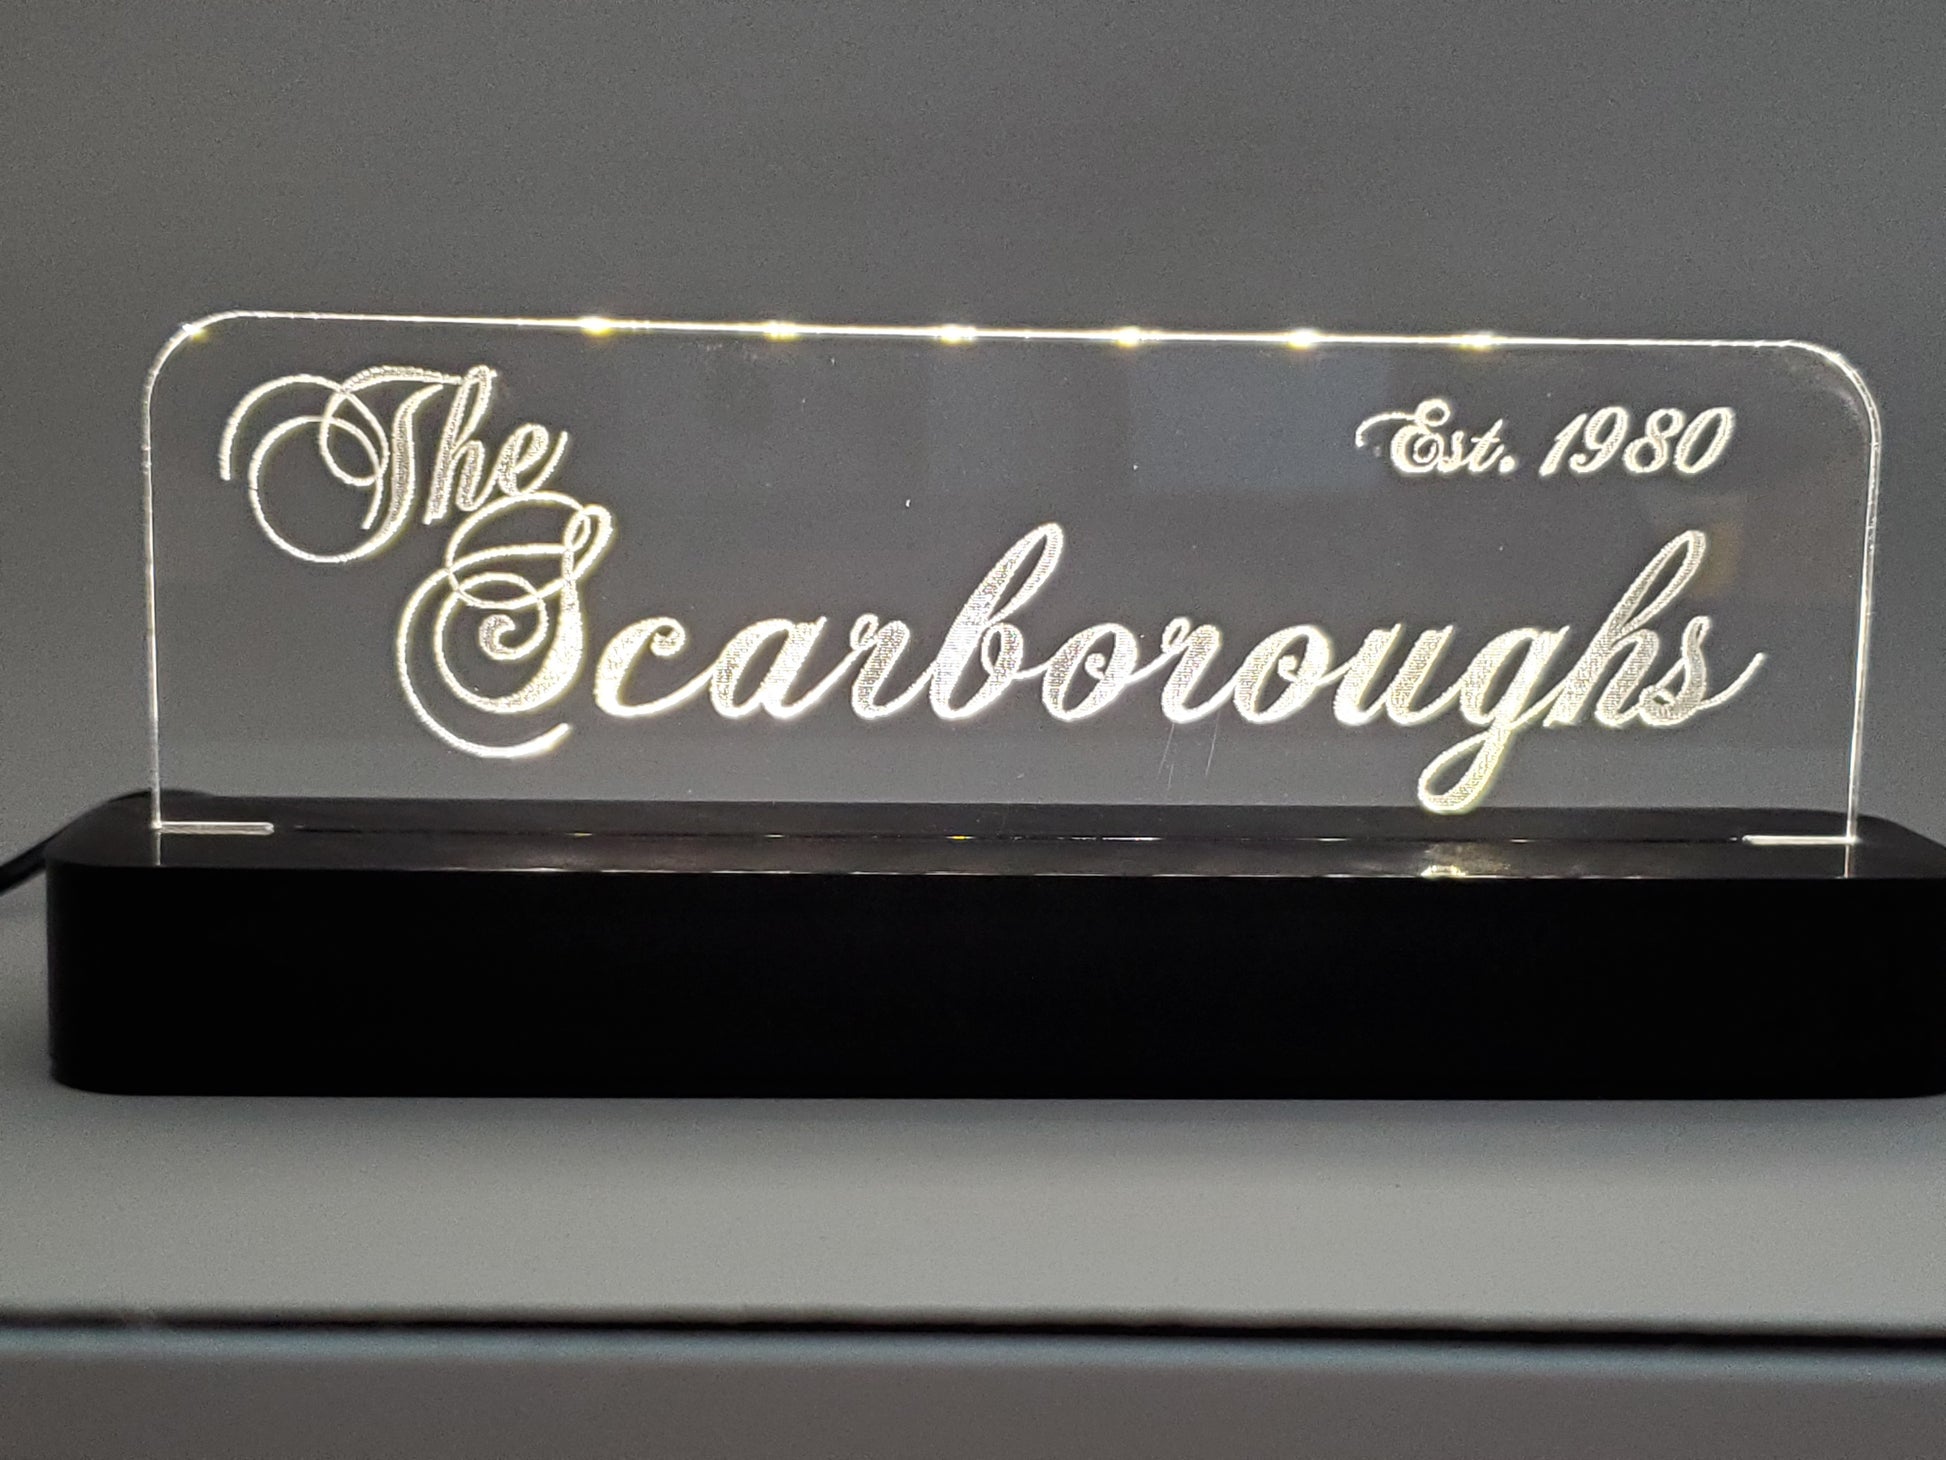 The
Est. 1980
Scarboroughs